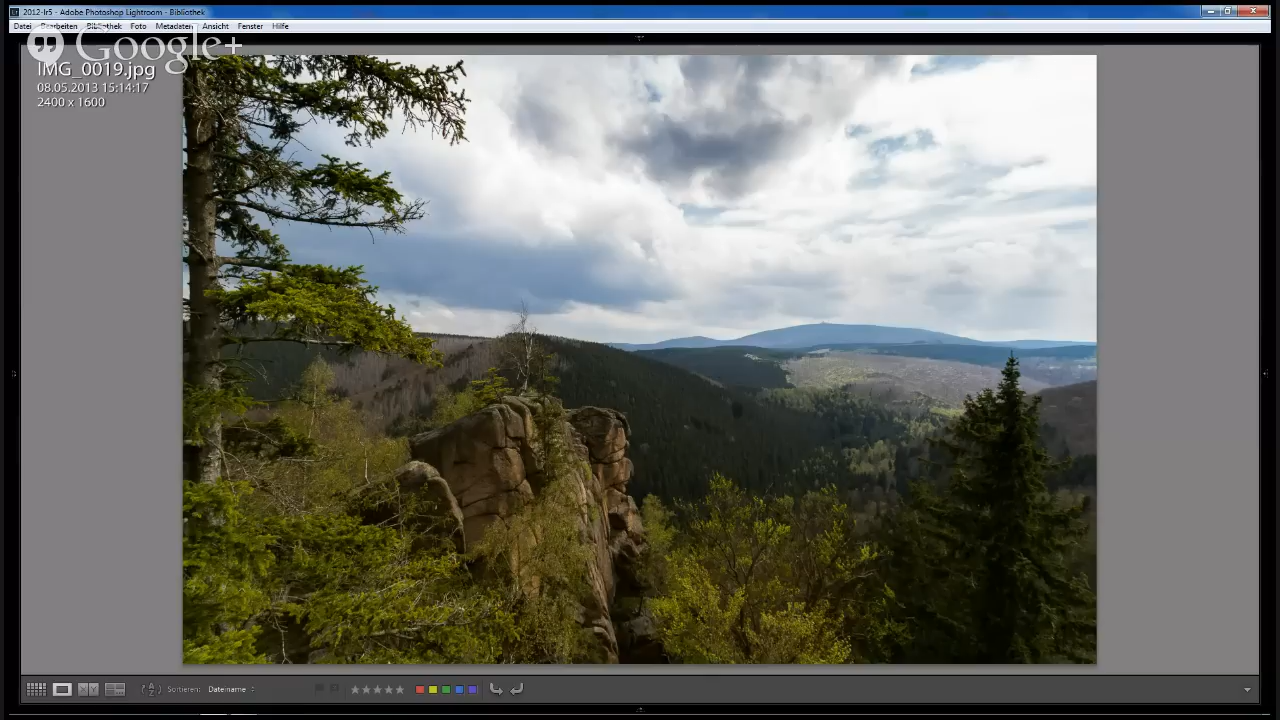 2012-lr5 - Adobe Photoshop Lightroom - Bibliothek
Datei Bearbeiten Bibliothek Foto Metadaten Ansicht Fenster Hilfe
Google+
IMG_0019.jpg
08.05.2013 15:14:17
2400 x 1600
Sortieren: Dateiname